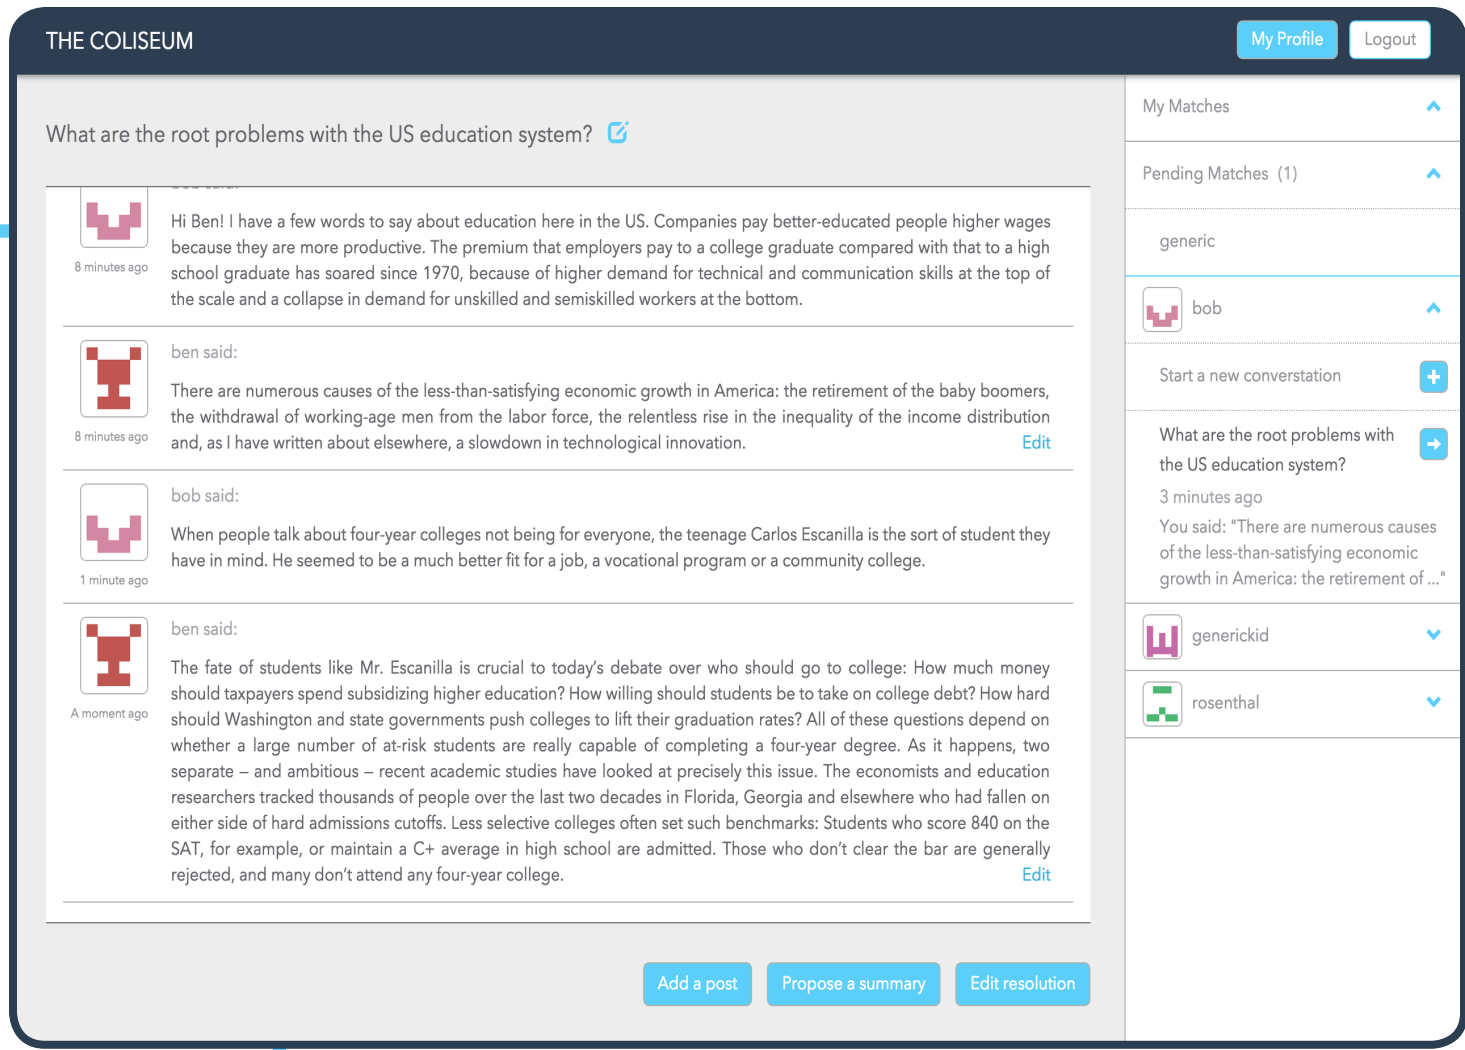 THE COLISEUM
My Profile
Logout
What are the root problems with the US education system?
bob said:
Hi Ben! I have a few words to say about education here in the US. Companies pay better-educated people higher wages
because they are more productive. The premium that employers pay to a college graduate compared with that to a high
school graduate has soared since 1970, because of higher demand for technical and communication skills at the top of
the scale and a collapse in demand for unskilled and semiskilled workers at the bottom.
8 minutes ago
ben said:
There are numerous causes of the less-than-satisfying economic growth in America: the retirement of the baby boomers,
the withdrawal of working-age men from the labor force, the relentless rise in the inequality of the income distribution
and, as I have written about elsewhere, a slowdown in technological innovation.
Edit
8 minutes ago
bob said:
When people talk about four-year colleges not being for everyone, the teenage Carlos Escanilla is the sort of student they
have in mind. He seemed to be a much better fit for a job, a vocational program or a community college.
1 minute ago
ben said:
The fate of students like Mr. Escanilla is crucial to today's debate over who should go to college: How much money
should taxpayers spend subsidizing higher education? How willing should students be to take on college debt? How hard
should Washington and state governments push colleges to lift their graduation rates? All of these questions depend on
whether a large number of at-risk students are really capable of completing a four-year degree. As it happens, two
separate – and ambitious – recent academic studies have looked at precisely this issue. The economists and education
researchers tracked thousands of people over the last two decades in Florida, Georgia and elsewhere who had fallen on
either side of hard admissions cutoffs. Less selective colleges often set such benchmarks: Students who score 840 on the
SAT, for example, or maintain a C+ average in high school are admitted. Those who don't clear the bar are generally
rejected, and many don't attend any four-year college.
Edit
A moment ago
Add a post
Propose a summary
Edit resolution
My Matches
Pending Matches (1)
generic
bob
Start a new converstation
What are the root problems with
the US education system?
3 minutes ago
You said: "There are numerous causes
of the less-than-satisfying economic
growth in America: the retirement of ..."
generickid
rosenthal